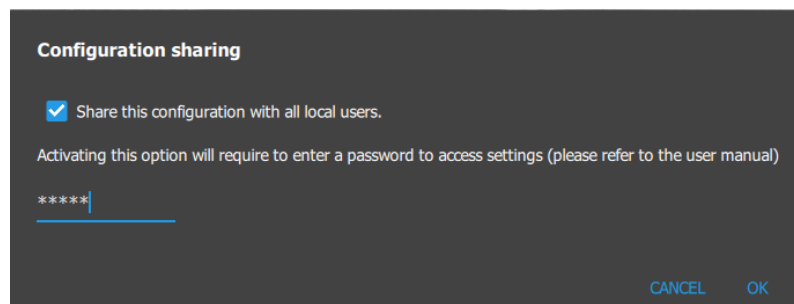 Configuration sharing
Share this configuration with all local users.
Activating this option will require to enter a password to access settings (please refer to the user manual)
*****
CANCEL OK